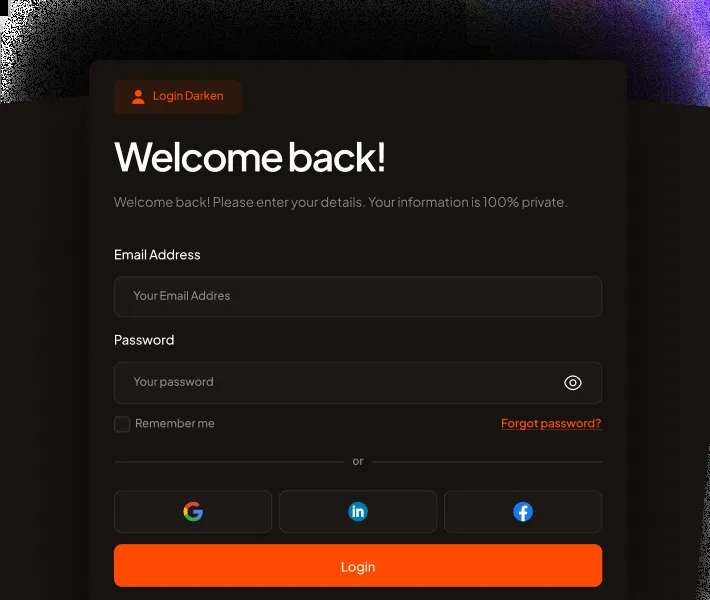 Login Darken
Welcome back!
Welcome back! Please enter your details. Your information is 100% private.
Email Address
Your Email Addres
Password
Your password
Remember me
Forgot password?
or
in
Login